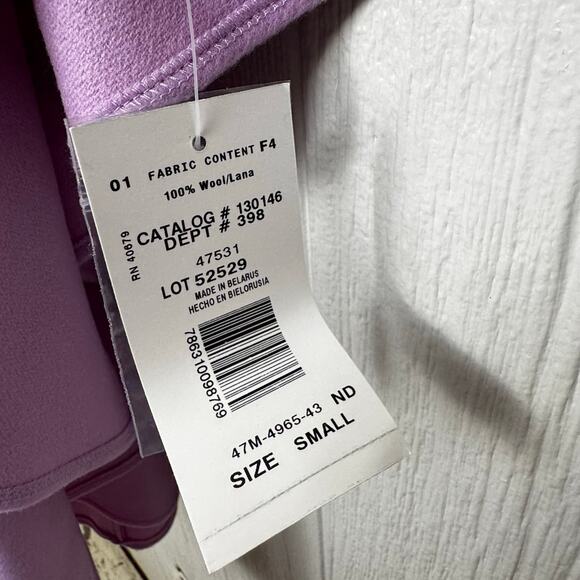 01 FABRIC CONTENT F4
100% Wool/Lana
RN 40679
CATALOG # 130146
DEPT # 398
47531
LOT 52529
MADE IN BELARUS
HECHO EN BIELORUSIA
786310098769
47M-4965-43 ND
SIZE SMALL